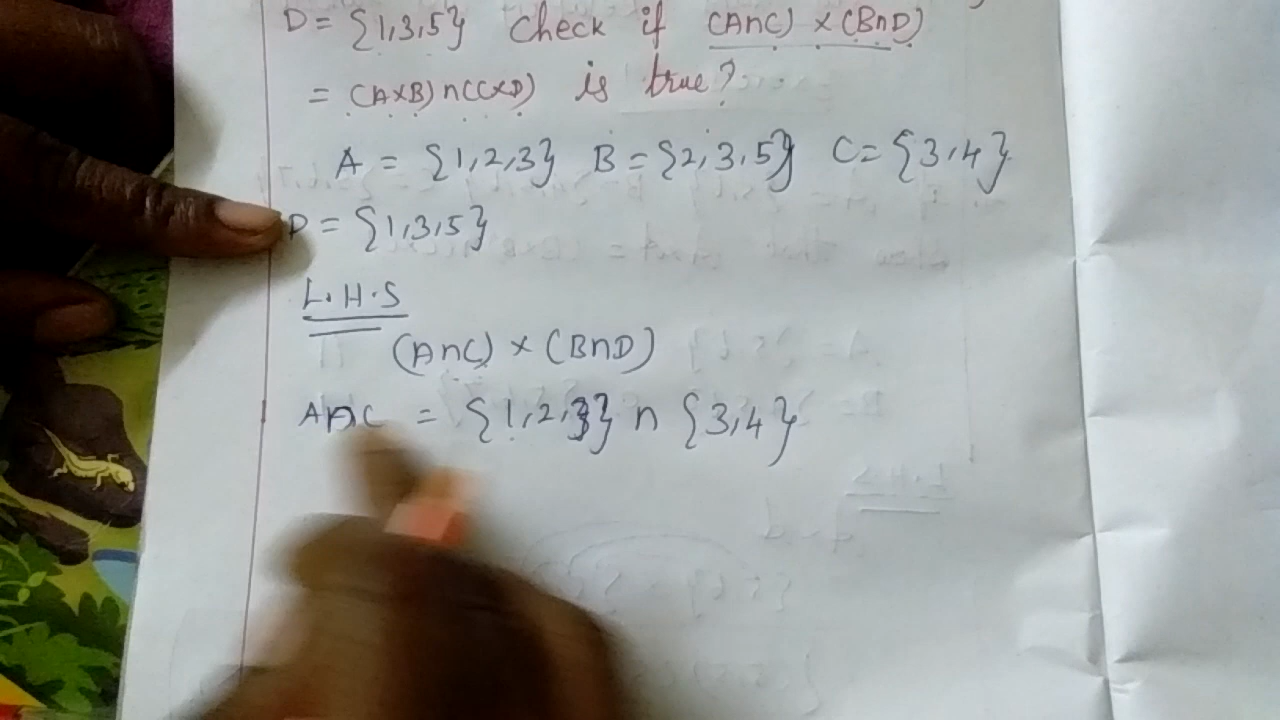 D = {1,3,5} Check if (A∩C) × (B∩D)
= (A×B)∩(C×D) is true?
A = {1,2,3} B = {2,3,5} C = {3,4}
D = {1,3,5}
L.H.S
(A∩C) × (B∩D)
A∩C = {1,2,3} ∩ {3,4}